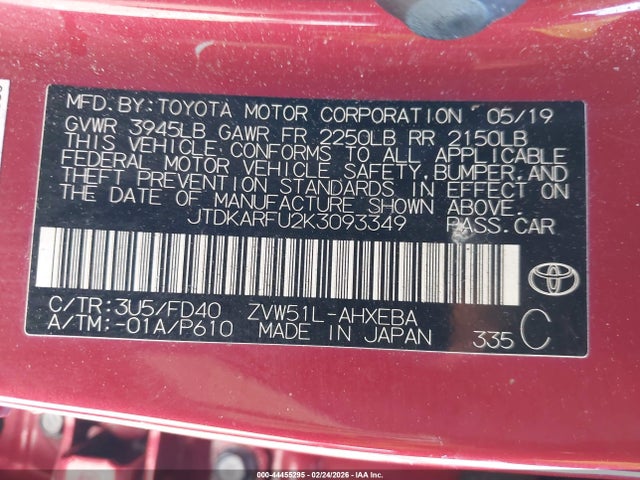 MFD. BY: TOYOTA MOTOR CORPORATION 05/19
GVWR 3945LB GAWR FR 2250LB RR 2150LB
THIS VEHICLE CONFORMS TO ALL APPLICABLE
FEDERAL MOTOR VEHICLE SAFETY, BUMPER, AND
THEFT PREVENTION STANDARDS IN EFFECT ON
THE DATE OF MANUFACTURE SHOWN ABOVE.
JTDKARFU2K3093349 PASS.CAR
C/TR: 3U5/FD40 ZVW51L-AHXEBA
A/TM: -01A/P610 MADE IN JAPAN 335 C
TOYOTA
000-44455295 - 02/24/2026 - IAAI